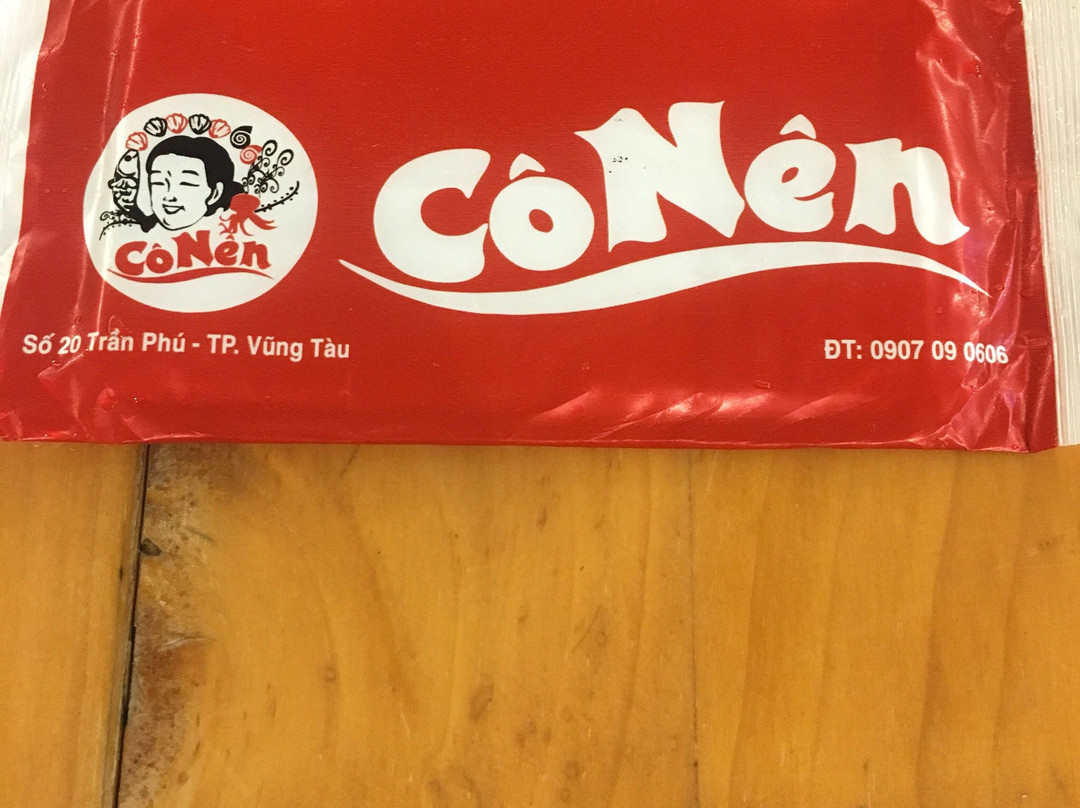 CôNên
CôNên
Số 20 Trần Phú - TP. Vũng Tàu
ĐT: 0907 09 0606